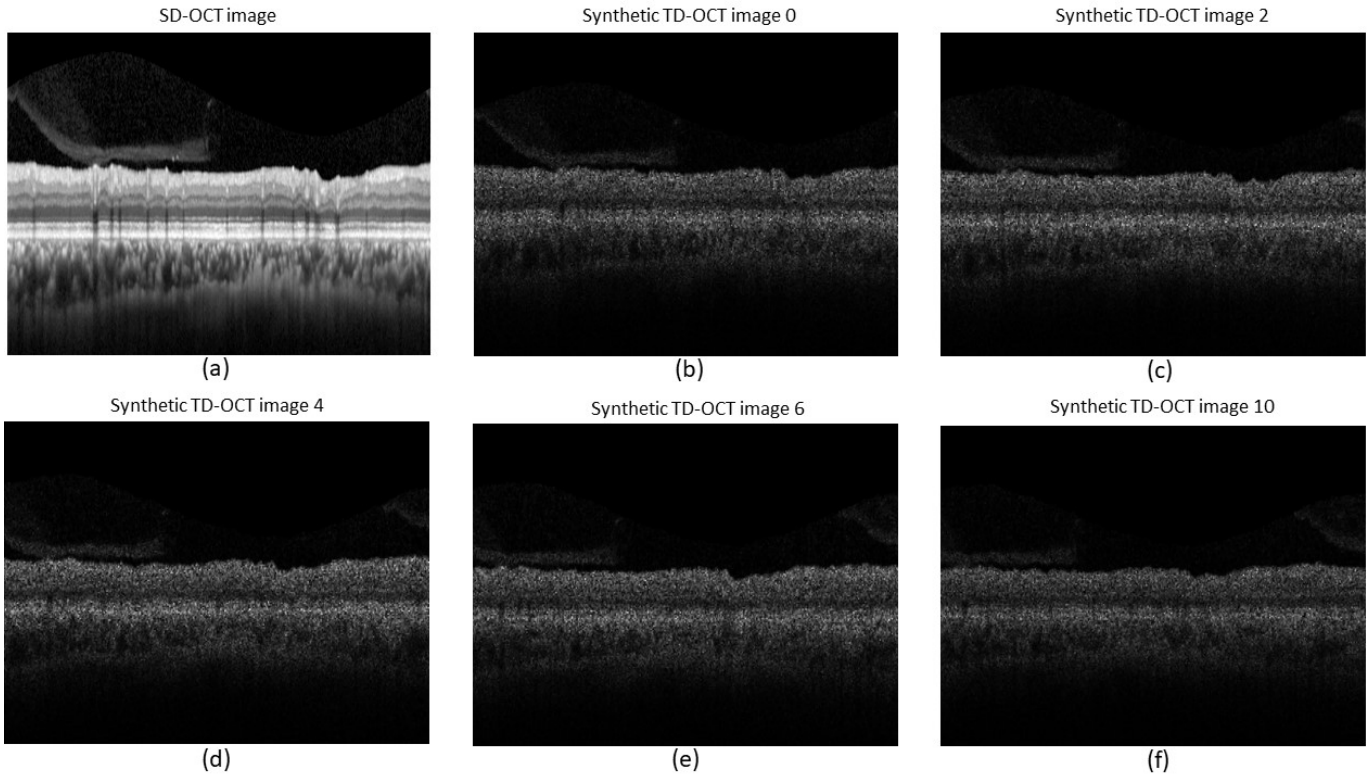 SD-OCT image
Synthetic TD-OCT image 0
Synthetic TD-OCT image 2
(a)
(b)
(c)
Synthetic TD-OCT image 4
Synthetic TD-OCT image 6
Synthetic TD-OCT image 10
(d)
(e)
(f)